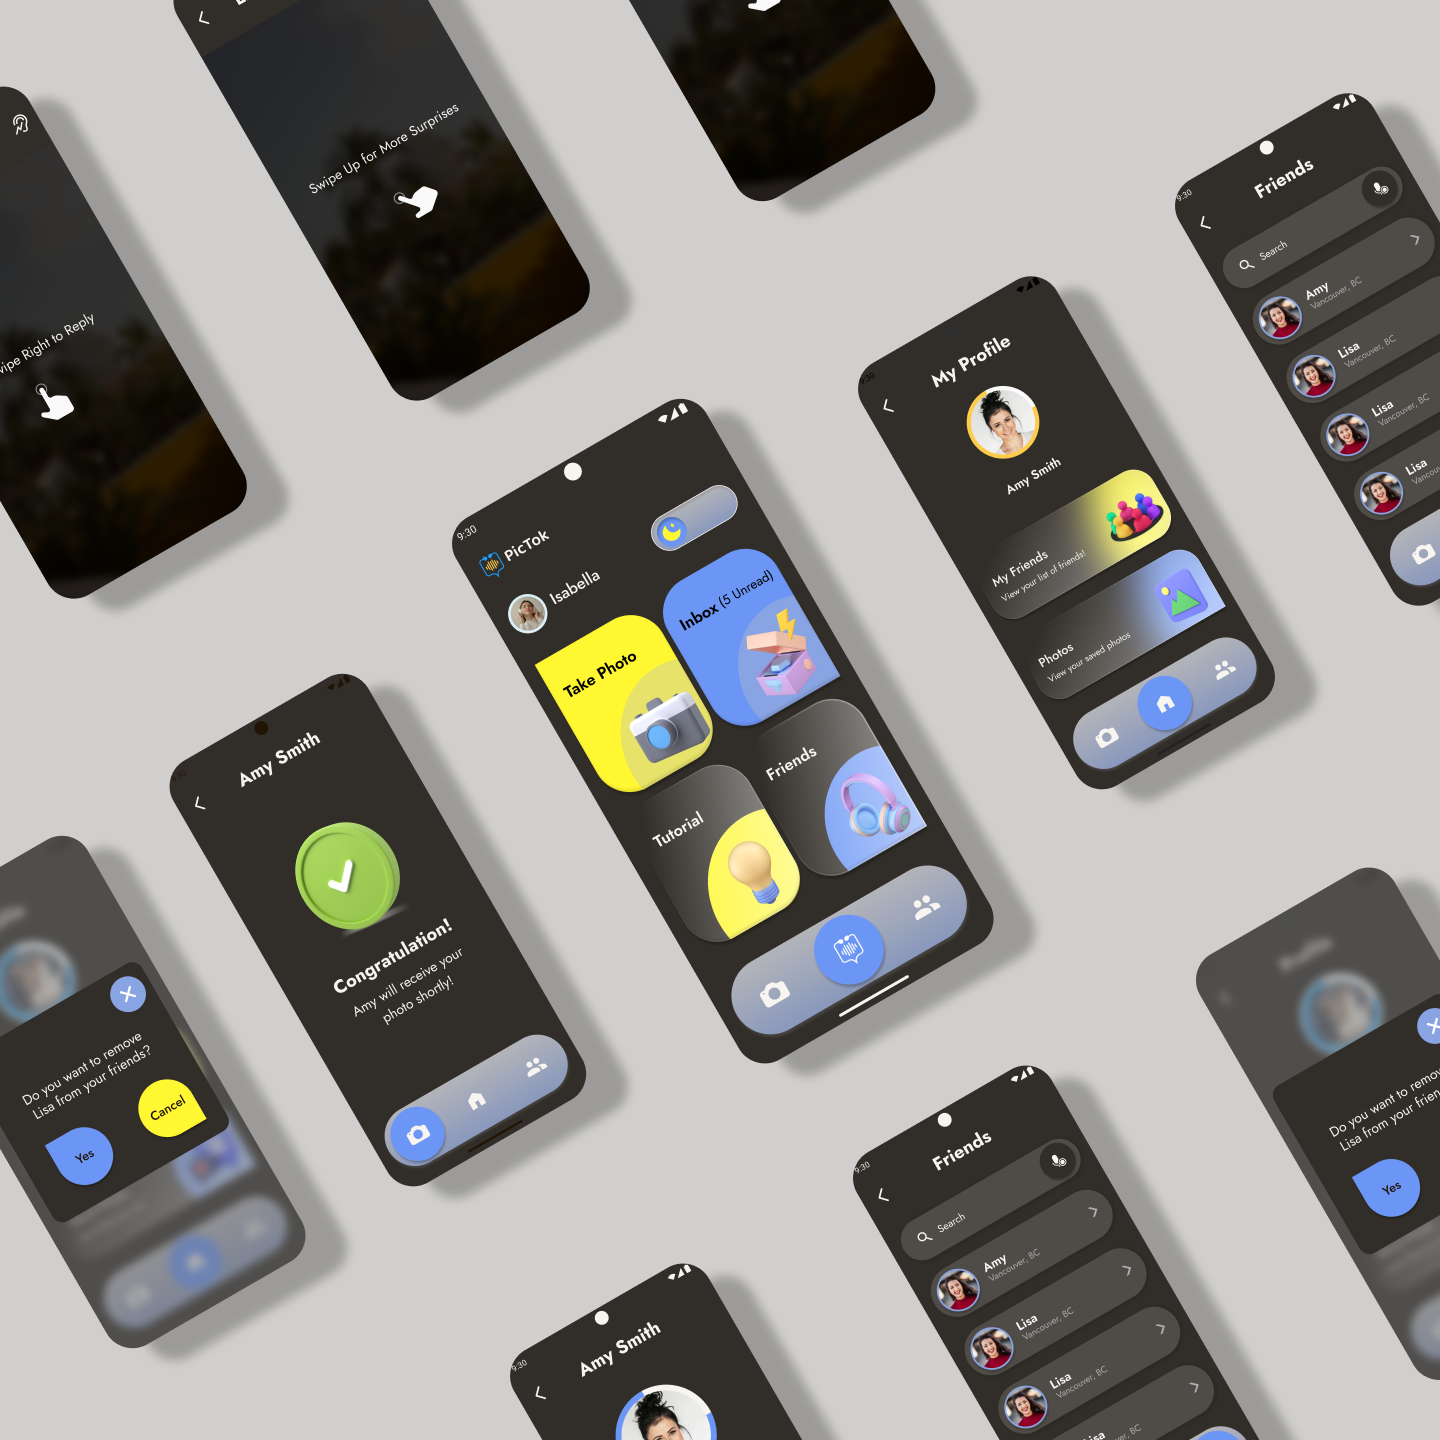 Swipe Up for More Surprises
Swipe Right to Reply
9:30
Friends
Search
Amy
Vancouver, BC
Lisa
Vancouver, BC
Lisa
Vancouver, BC
Lisa
9:30
My Profile
Amy Smith
My Friends
View your list of friends!
Photos
View your saved photos
9:30
PicTok
Isabella
Take Photo
Inbox (5 Unread)
Tutorial
Friends
Amy Smith
Congratulation!
Amy will receive your
photo shortly!
Do you want to remove
Lisa from your friends?
Yes
Cancel
9:30
Friends
Search
Amy
Vancouver, BC
Lisa
Vancouver, BC
Lisa
Vancouver, BC
Lisa
9:30
Amy Smith
Profile
Do you want to remov
Lisa from your frien
Yes